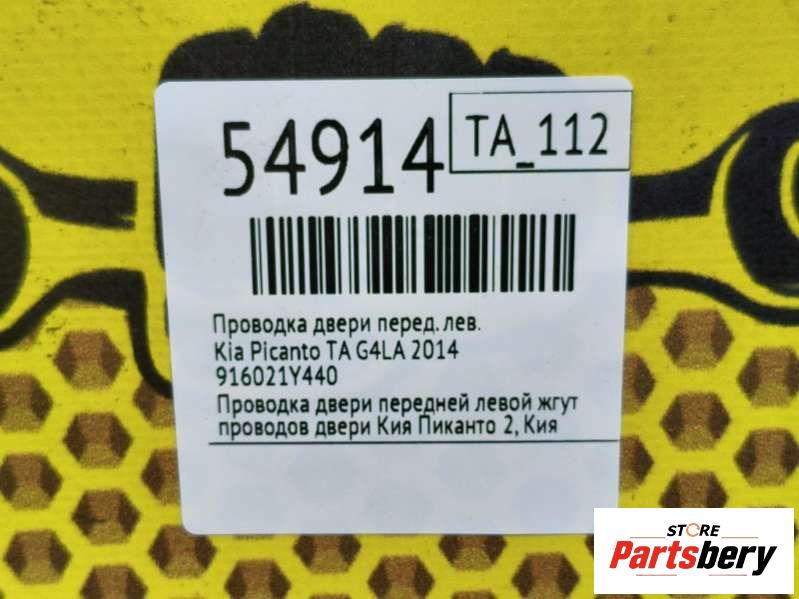 54914
TA_112
Проводка двери перед. лев.
Kia Picanto TA G4LA 2014
916021Y440
Проводка двери передней левой жгут
проводов двери Кия Пиканто 2, Кия
STORE
Partsbery